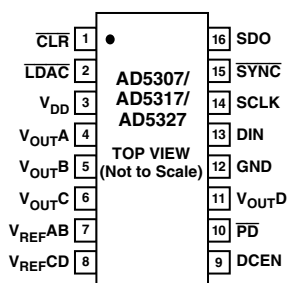 CLR 1
LDAC 2
VDD 3
VOUTA 4
VOUTB 5
VOUTC 6
VREFAB 7
VREFCD 8
AD5307/
AD5317/
AD5327
TOP VIEW
(Not to Scale)
16 SDO
15 SYNC
14 SCLK
13 DIN
12 GND
11 VOUTD
10 PD
9 DCEN